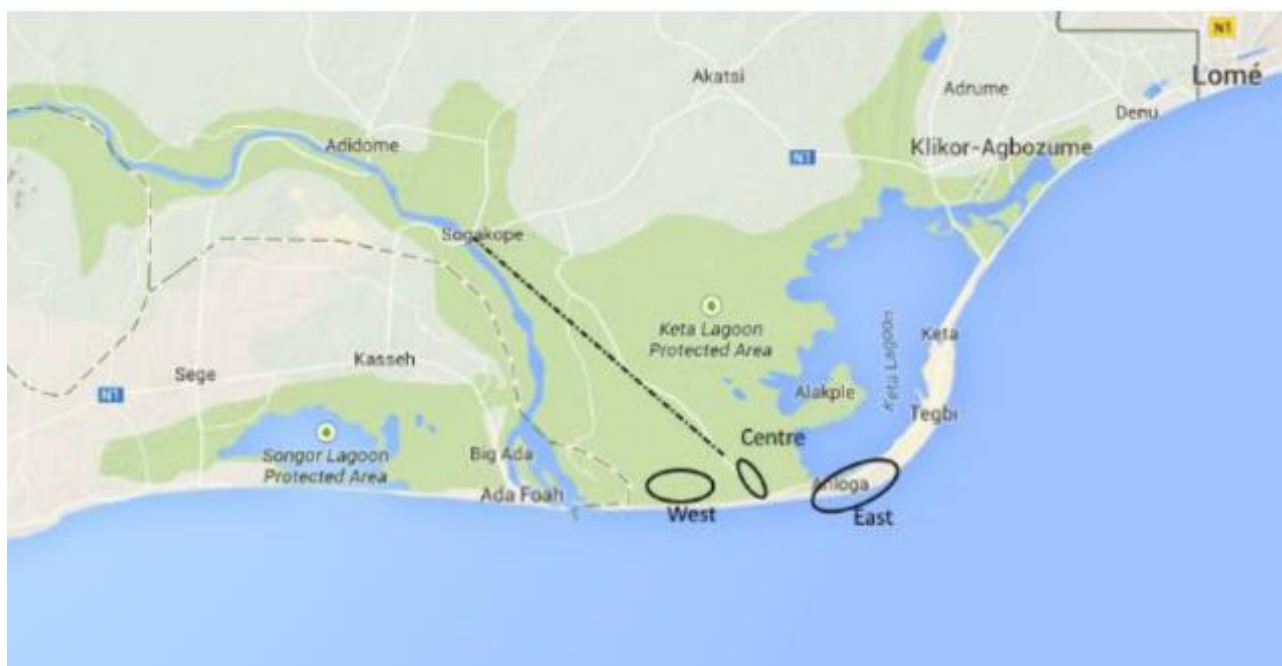 N1
Lomé
Akatsi
Adrume
Denu
Adidome
Klikor-Agbozume
N1
Sogakope
Keta Lagoon
Protected Area
Keta Lagoon
Keta
Kasseh
Sege
N1
Alakple
Tegbi
Centre
Songor Lagoon
Protected Area
Big Ada
Ada Foah
Anloga
West
East